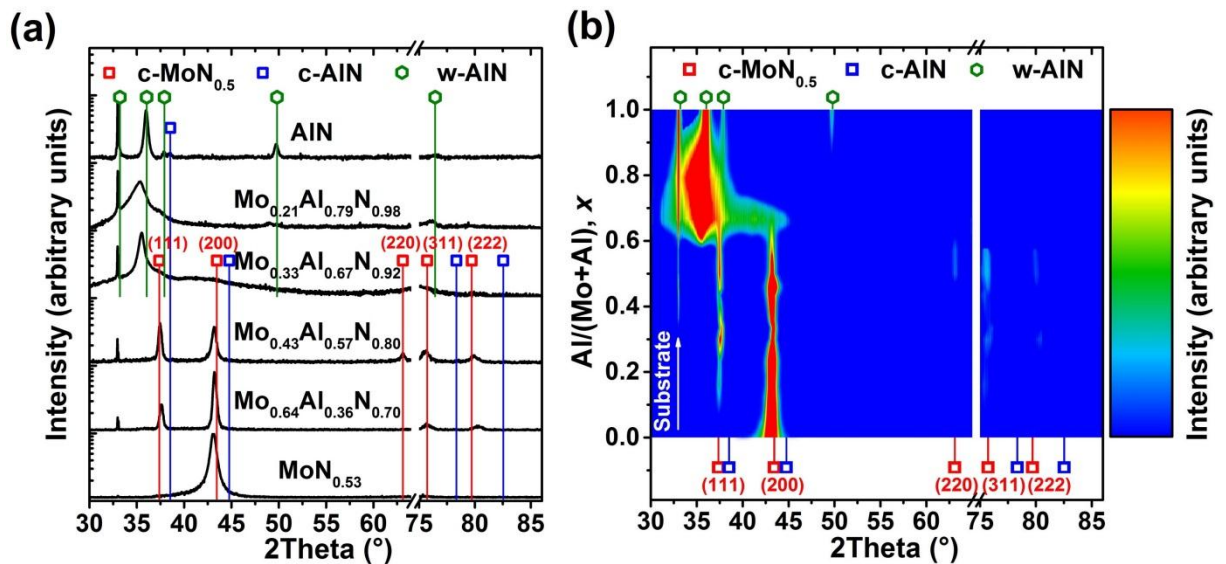 (a)
c-MoN0.5 c-AlN w-AlN
AlN
Mo0.21Al0.79N0.98
(111) (200) (220) (311) (222)
Mo0.33Al0.67N0.92
Mo0.43Al0.57N0.80
Mo0.64Al0.36N0.70
MoN0.53
Intensity (arbitrary units)
30 35 40 45 50 55 60 75 80 85
2Theta (°)
(b)
c-MoN0.5 c-AlN w-AlN
1.0
0.8
0.6
0.4
0.2
0.0
Al/(Mo+Al), x
Substrate
(111) (200) (220) (311) (222)
30 35 40 45 50 55 60 75 80 85
2Theta (°)
Intensity (arbitrary units)